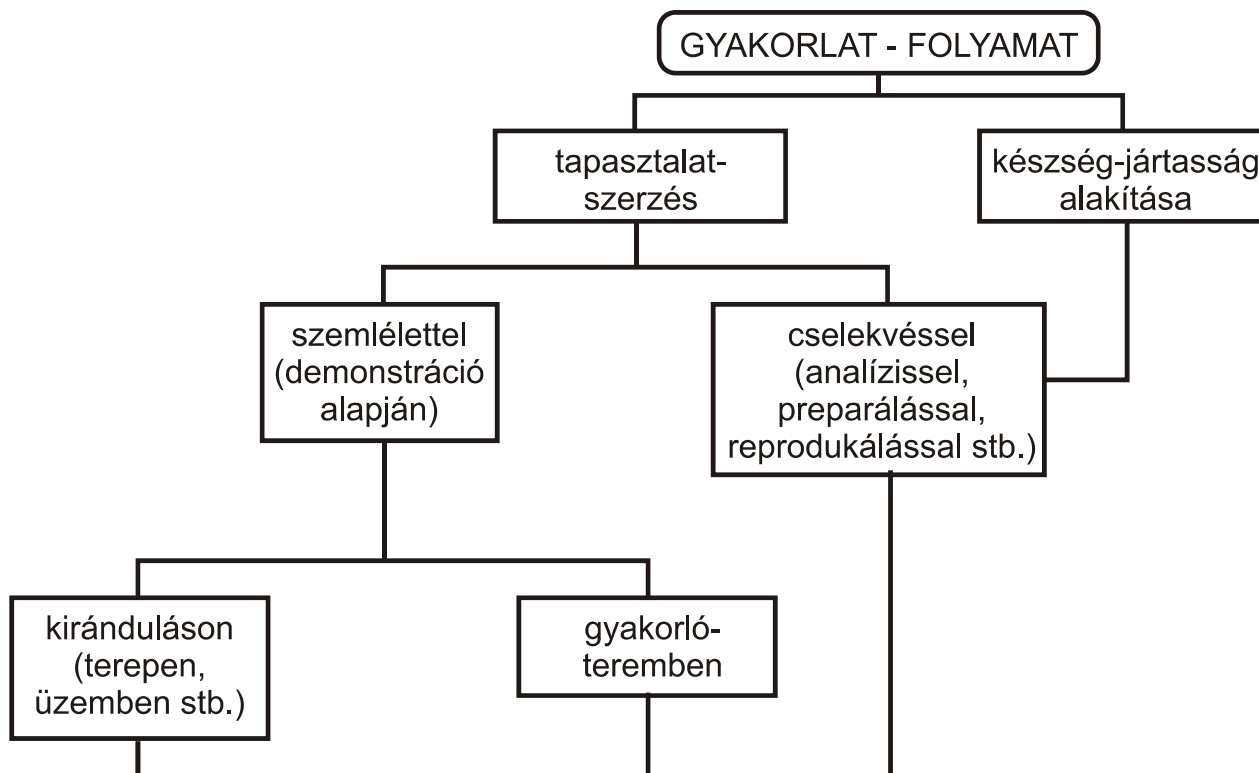 GYAKORLAT - FOLYAMAT
tapasztalat-
szerzés
készség-jártasság
alakítása
szemlélettel
(demonstráció
alapján)
cselekvéssel
(analízissel,
preparálással,
reprodukálással stb.)
kiránduláson
(terepen,
üzemben stb.)
gyakorló-
teremben